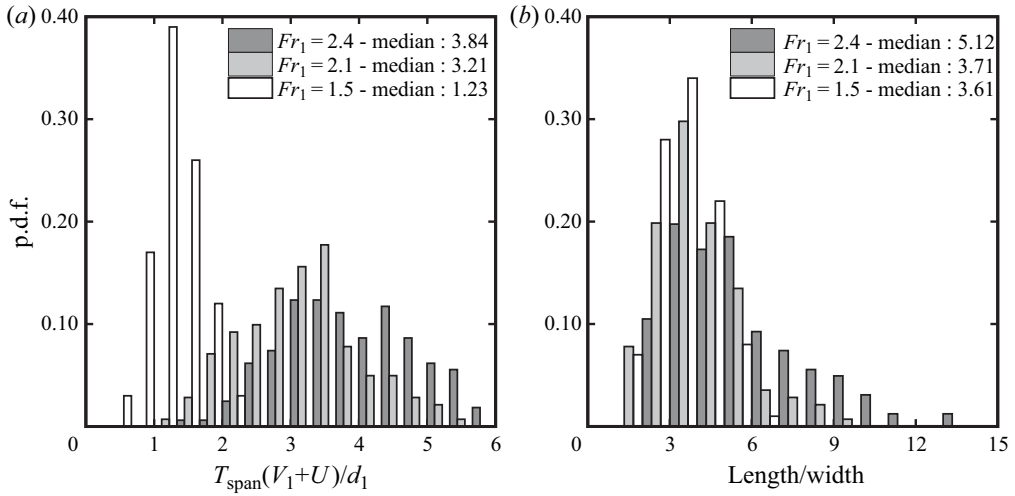 (a)
0.40
0.30
0.20
0.10
p.d.f.
Fr₁ = 2.4 - median : 3.84
Fr₁ = 2.1 - median : 3.21
Fr₁ = 1.5 - median : 1.23
0 1 2 3 4 5 6
T_span(V₁+U)/d₁
(b)
0.40
0.30
0.20
0.10
Fr₁ = 2.4 - median : 5.12
Fr₁ = 2.1 - median : 3.71
Fr₁ = 1.5 - median : 3.61
0 3 6 9 12 15
Length/width